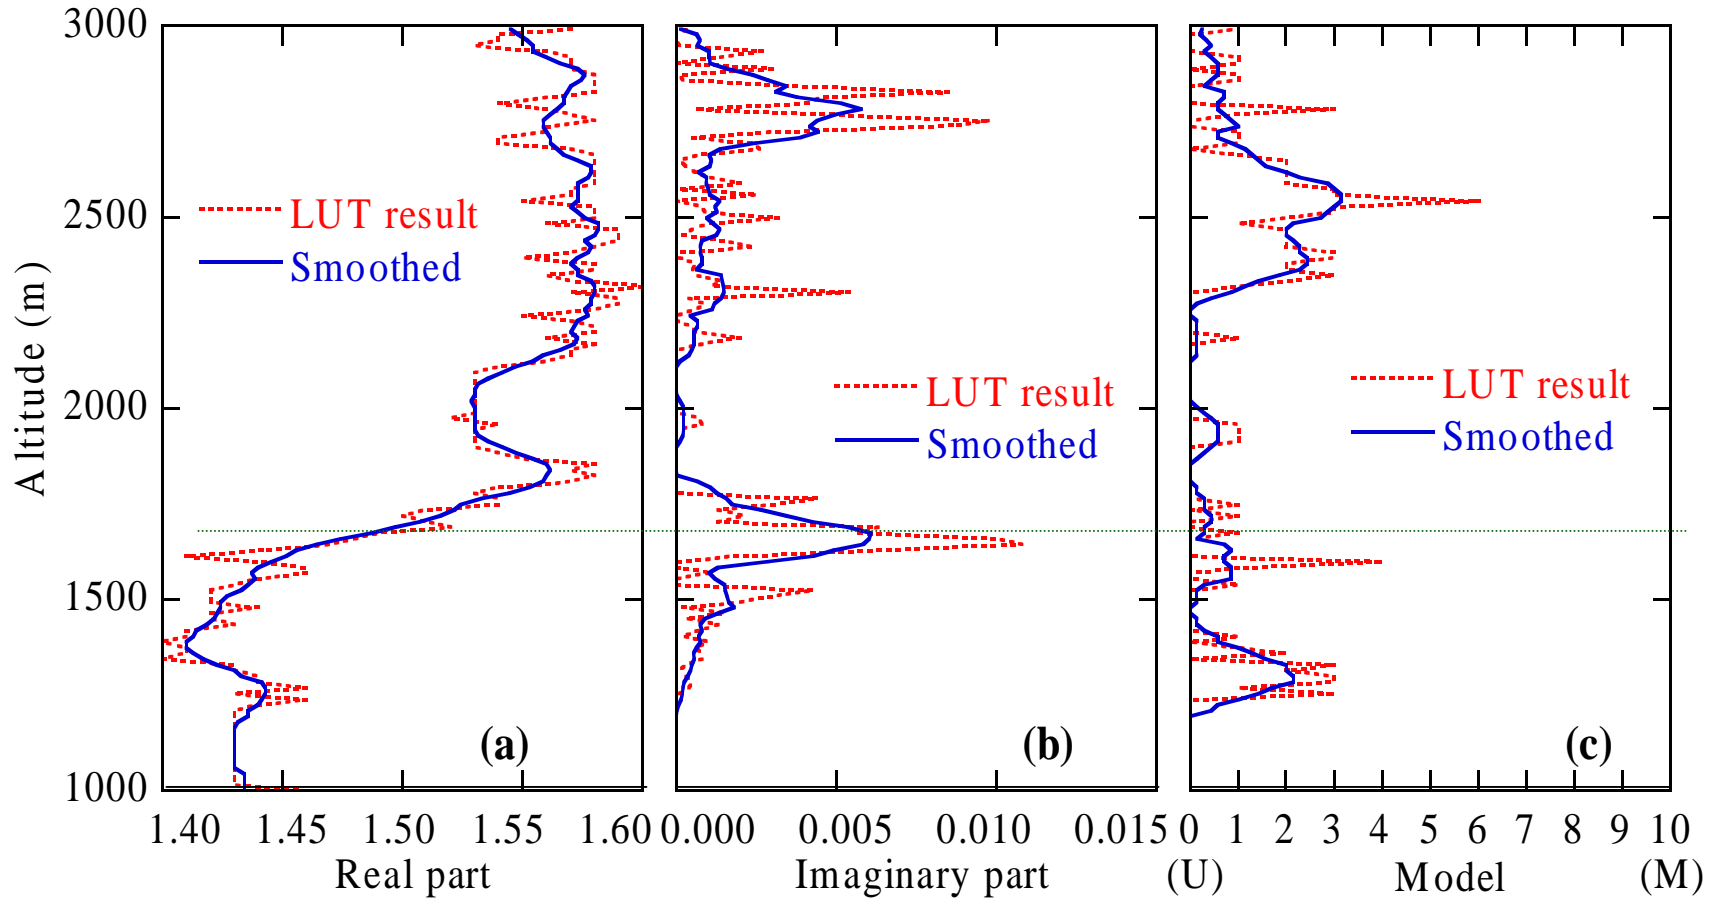 3000
2500
2000
1500
1000
Altitude (m)
LUT result
Smoothed
(a)
1.40 1.45 1.50 1.55 1.60
Real part
LUT result
Smoothed
(b)
0.000 0.005 0.010 0.015
Imaginary part
LUT result
Smoothed
(c)
0 1 2 3 4 5 6 7 8 9 10
(U) Model (M)